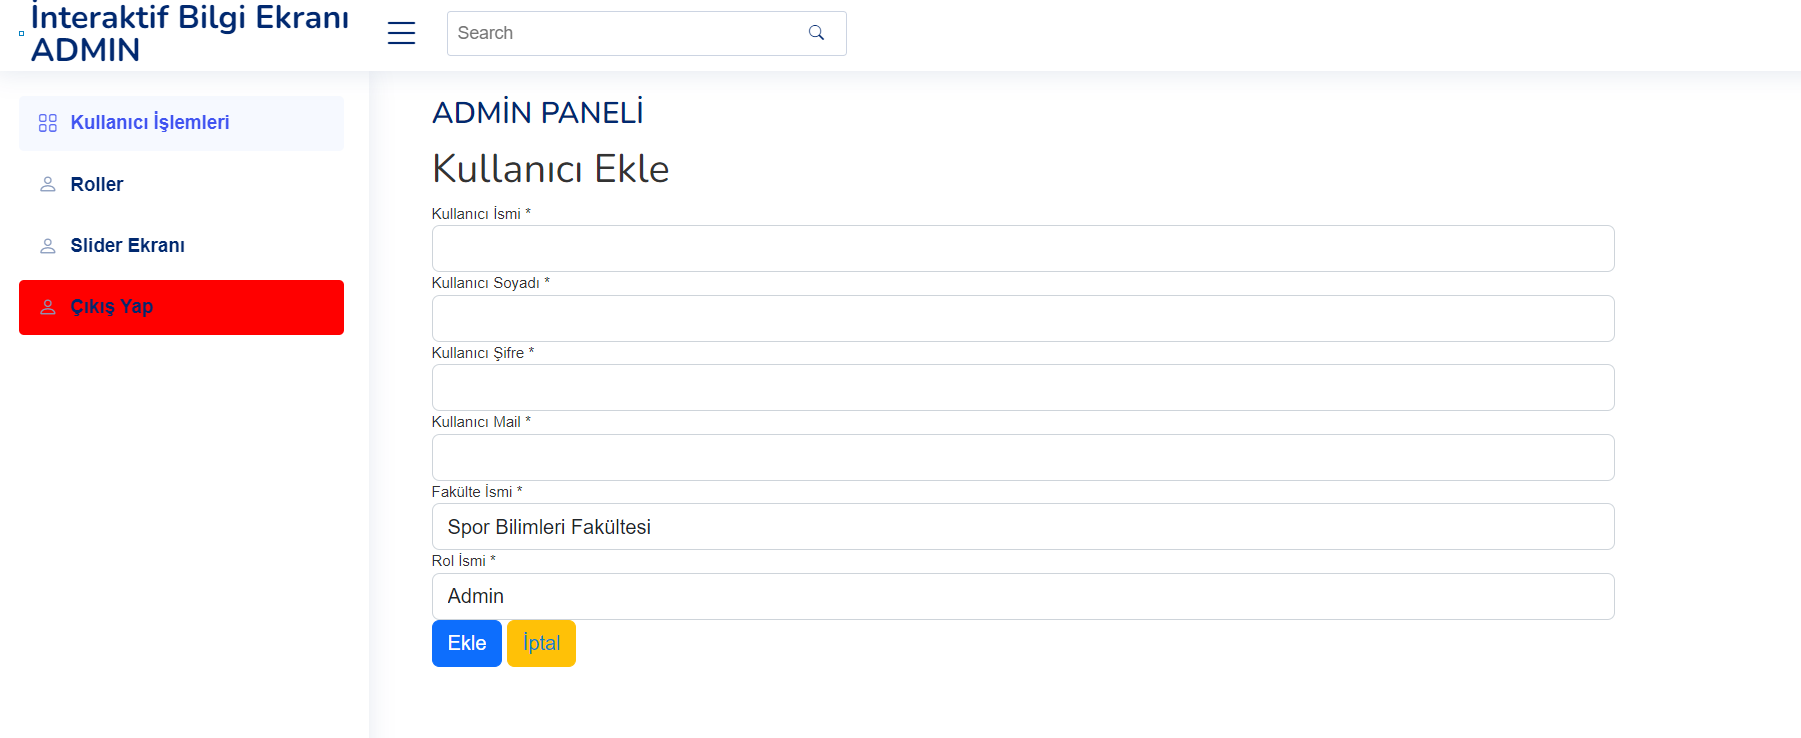 İnteraktif Bilgi Ekranı
ADMIN
Search
Kullanıcı İşlemleri
Roller
Slider Ekranı
Çıkış Yap
ADMİN PANELİ
Kullanıcı Ekle
Kullanıcı İsmi *
Kullanıcı Soyadı *
Kullanıcı Şifre *
Kullanıcı Mail *
Fakülte İsmi *
Spor Bilimleri Fakültesi
Rol İsmi *
Admin
Ekle İptal